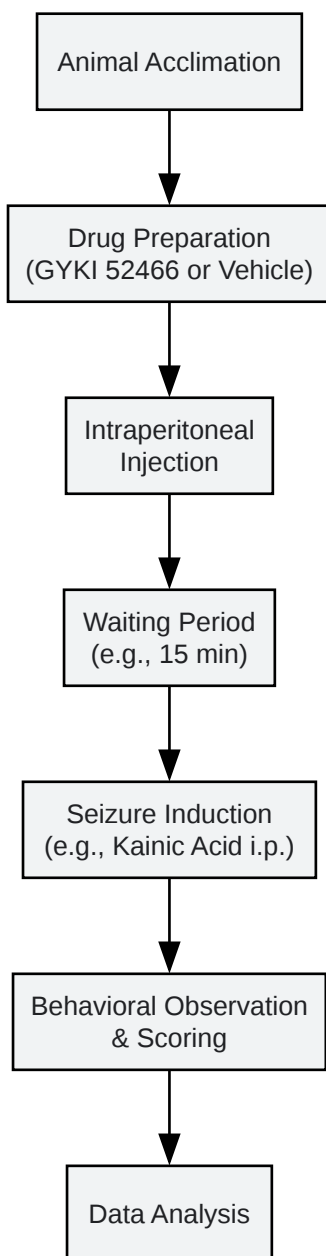 Animal Acclimation
Drug Preparation
(GYKI 52466 or Vehicle)
Intraperitoneal
Injection
Waiting Period
(e.g., 15 min)
Seizure Induction
(e.g., Kainic Acid i.p.)
Behavioral Observation
& Scoring
Data Analysis